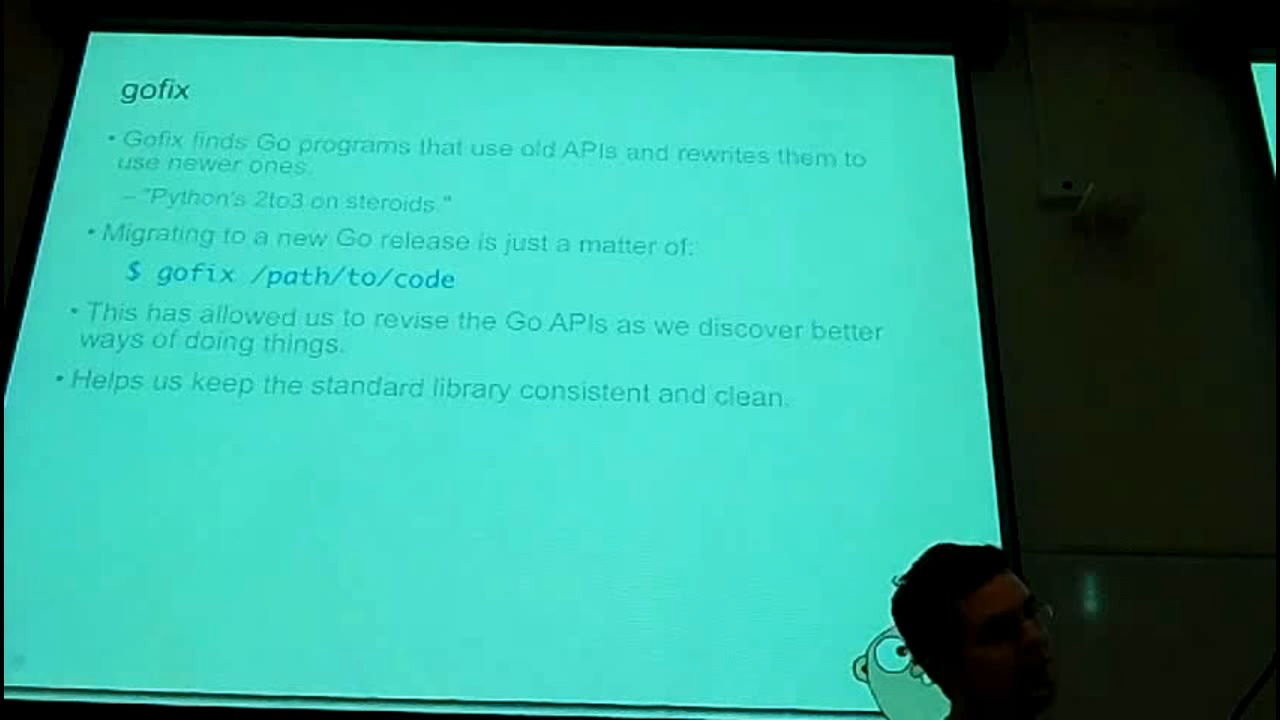 gofix
• Gofix finds Go programs that use old APIs and rewrites them to
use newer ones.
– "Python's 2to3 on steroids."
• Migrating to a new Go release is just a matter of:
$ gofix /path/to/code
• This has allowed us to revise the Go APIs as we discover better
ways of doing things.
• Helps us keep the standard library consistent and clean.